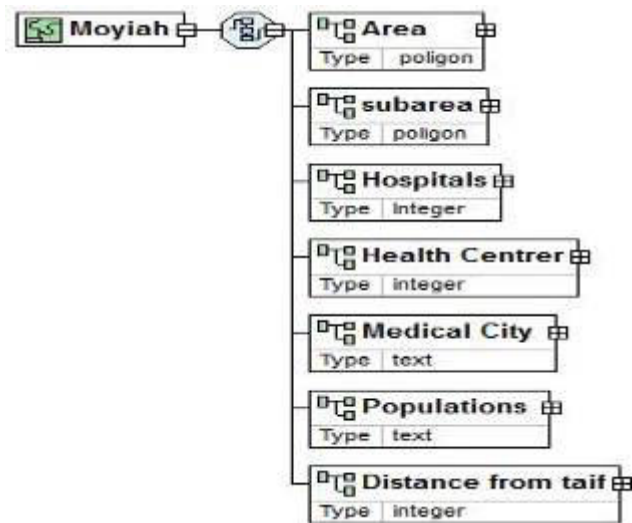 Moyiah
Area
Type poligon
subarea
Type poligon
Hospitals
Type Integer
Health Centrer
Type integer
Medical City
Type text
Populations
Type text
Distance from taif
Type integer